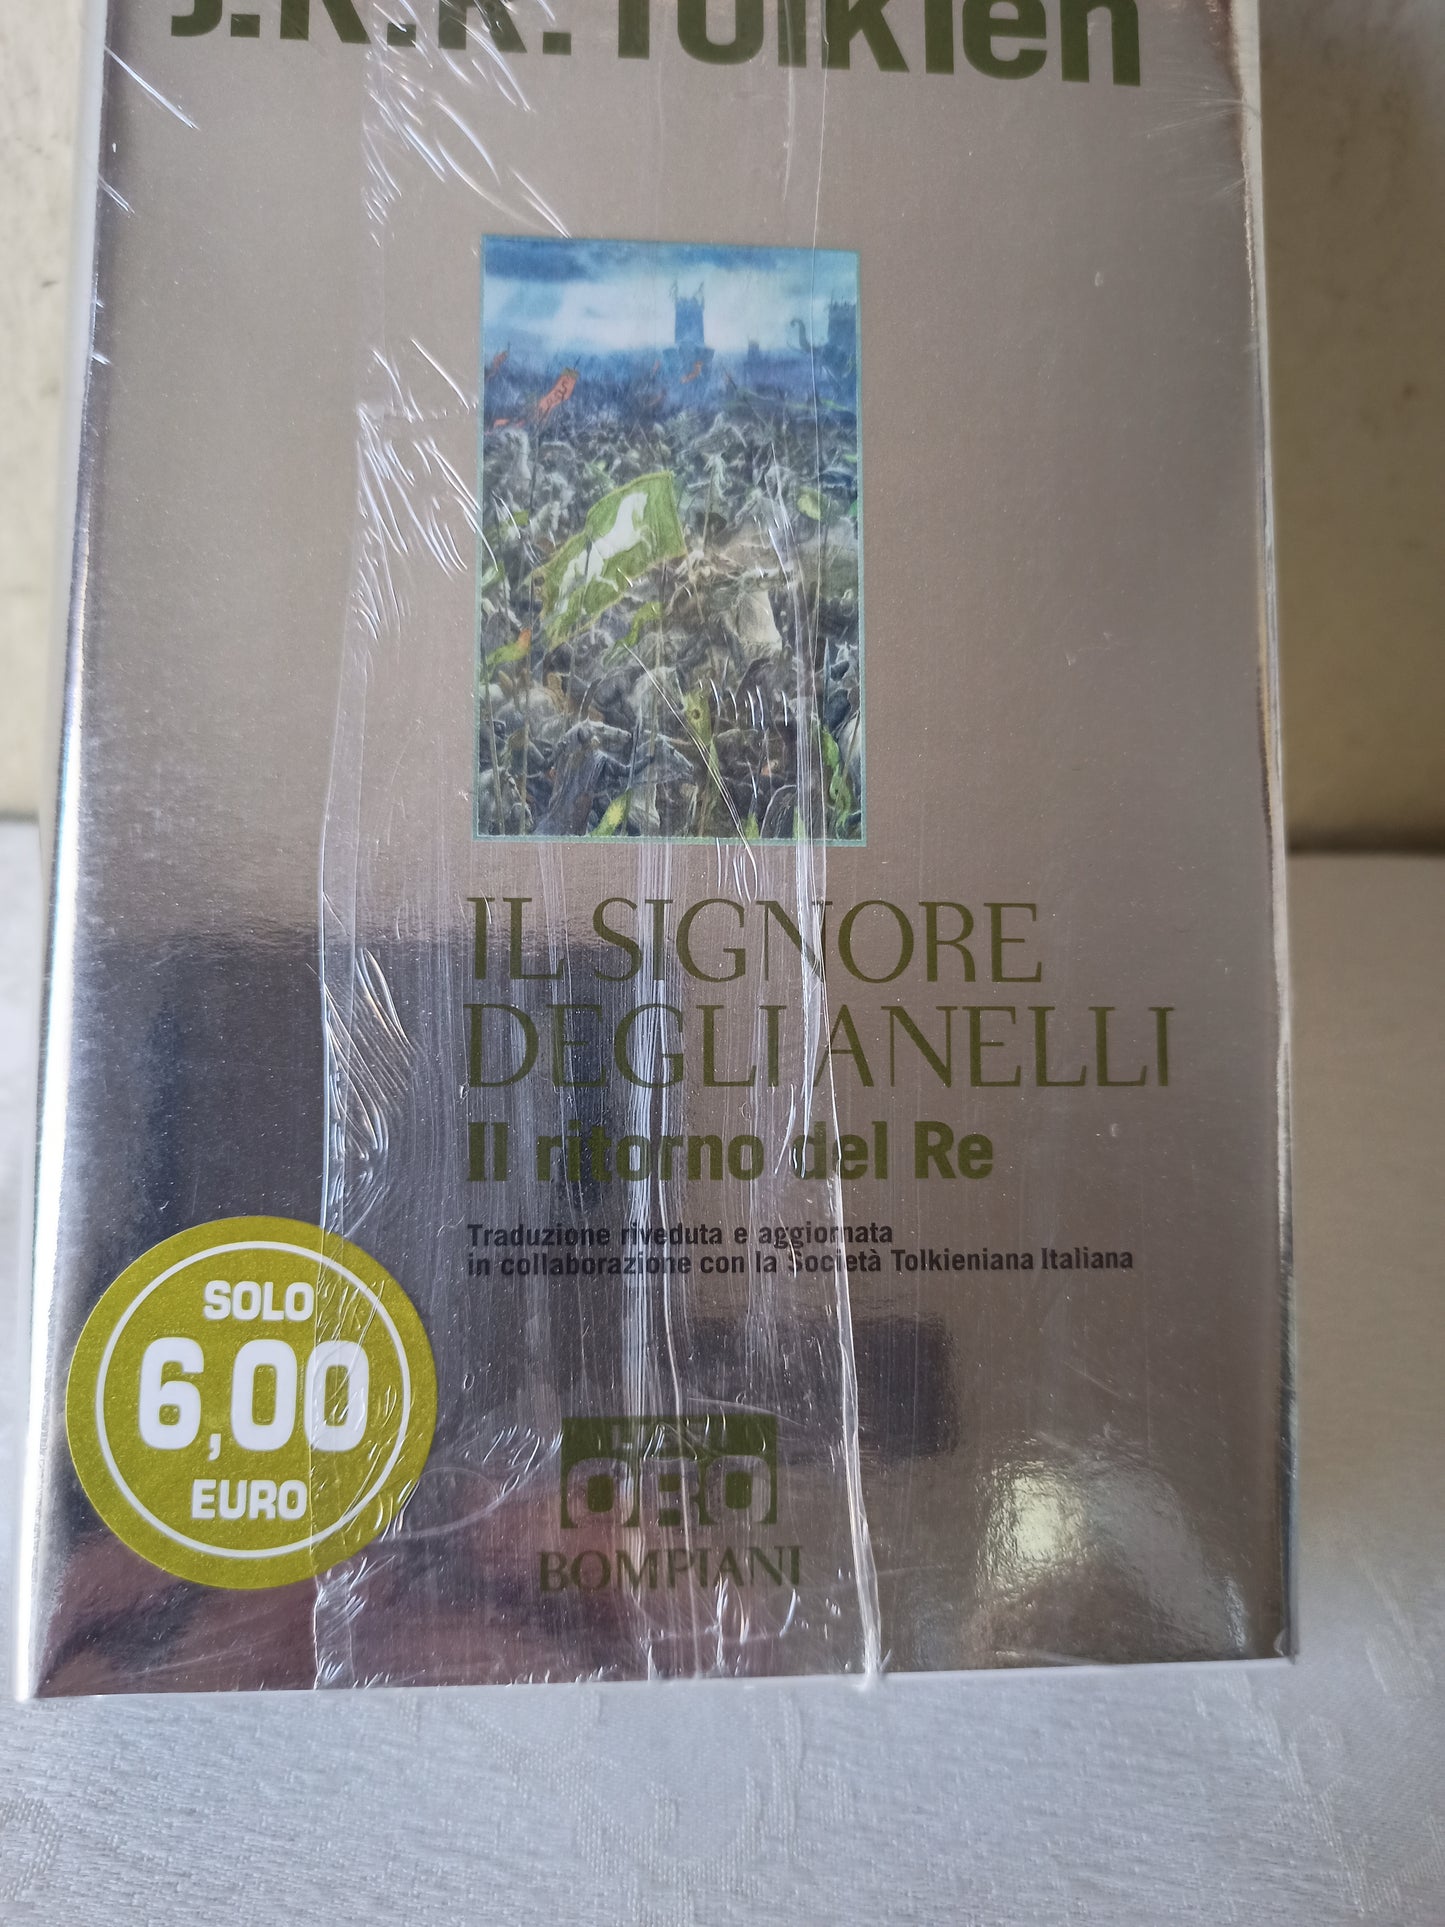 J.R.R. Tolkien
IL SIGNORE
DEGLI ANELLI
Il ritorno del Re
Traduzione riveduta e aggiornata
in collaborazione con la Società Tolkieniana Italiana
SOLO
6,00
EURO
ORO
BOMPIANI